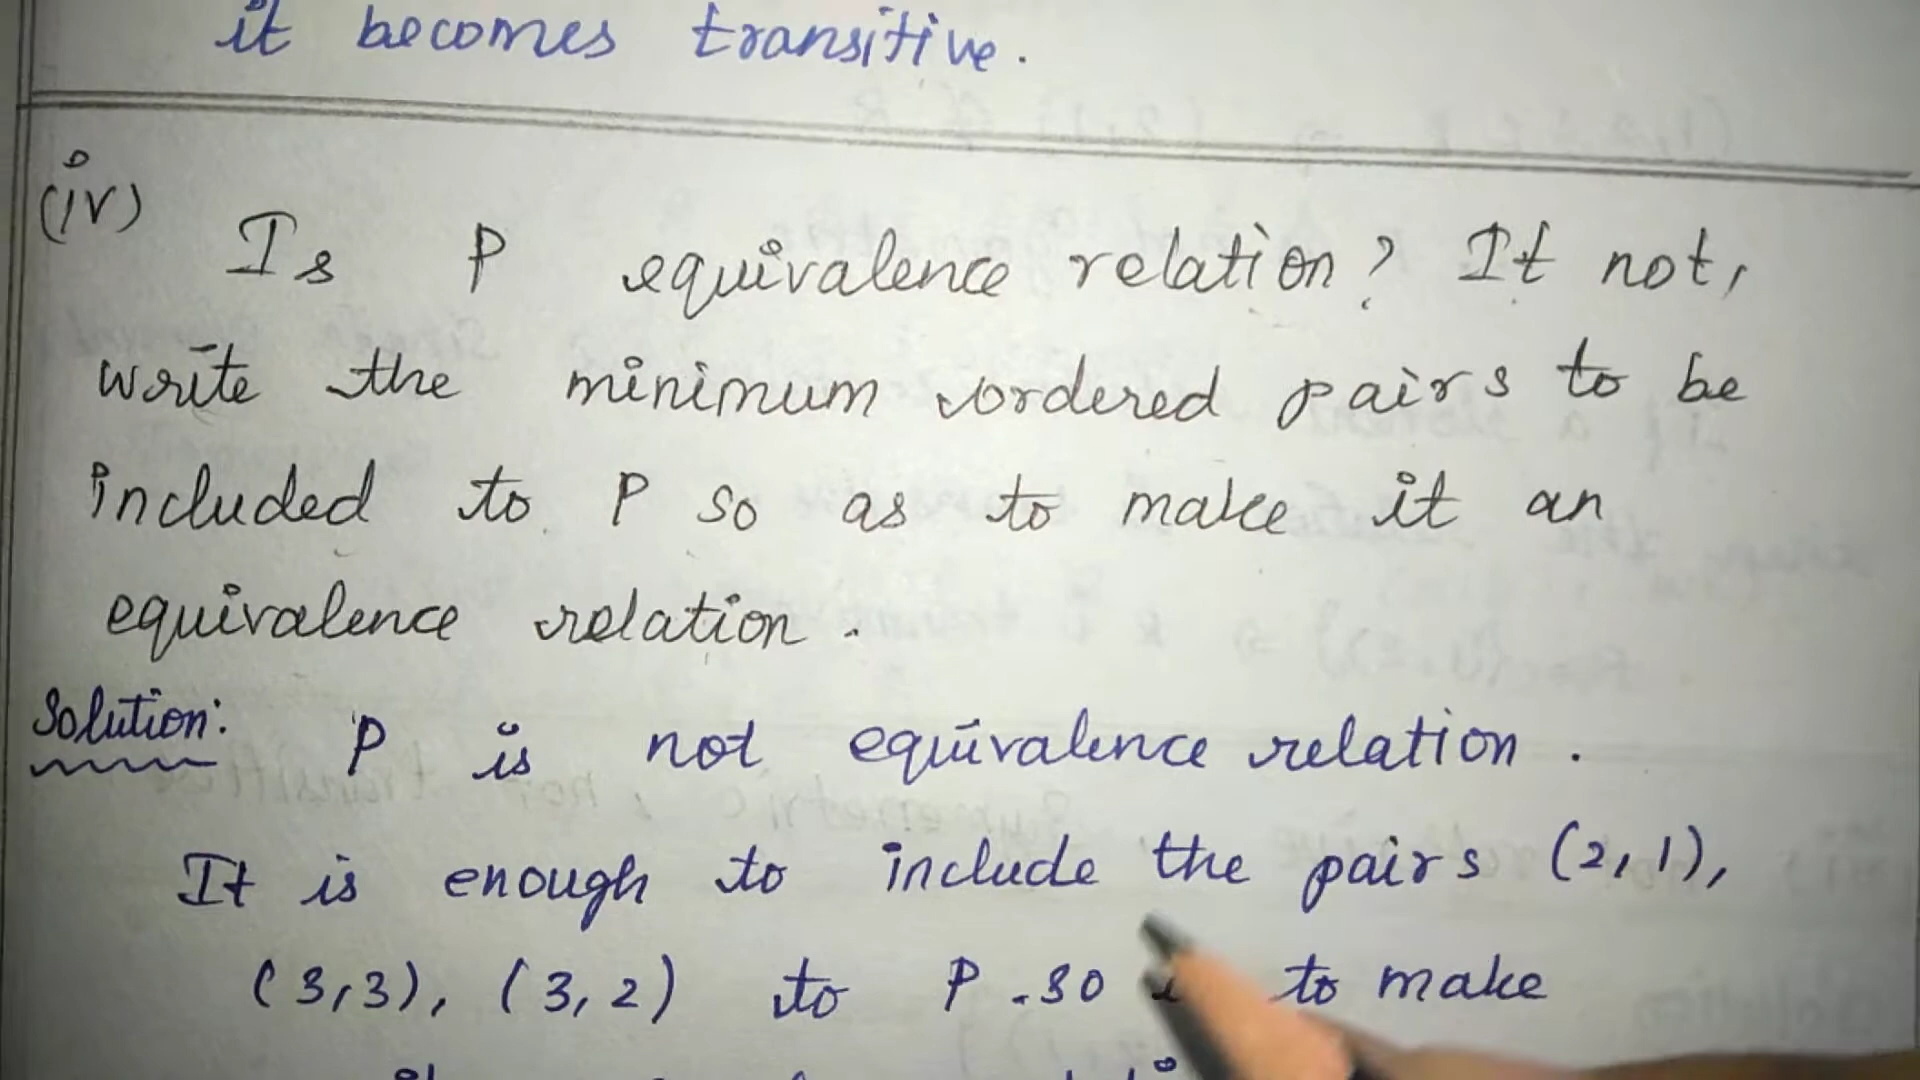 it becomes transitive.
(iv)
Is P equivalence relation? It not,
write the minimum ordered pairs to be
included to P so as to make it an
equivalence relation.
Solution: P is not equivalence relation.
It is enough to include the pairs (2,1),
(3,3), (3,2) to P so to make